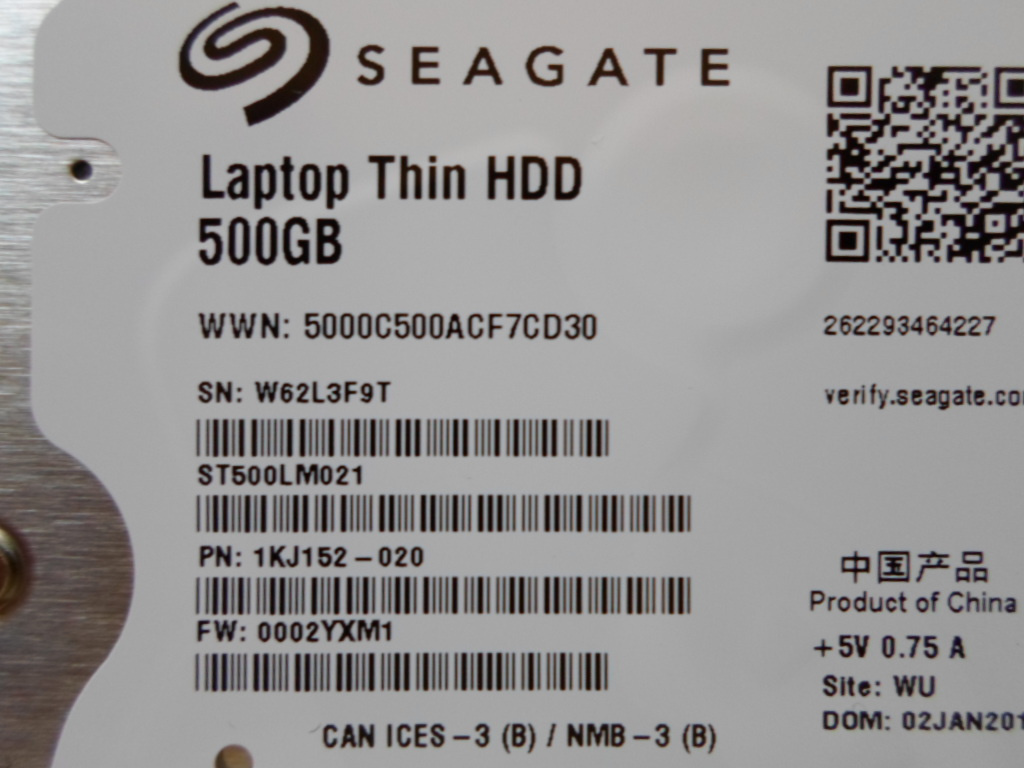 SEAGATE
Laptop Thin HDD
500GB
WWN: 5000C500ACF7CD30
262293464227
SN: W62L3F9T
verify.seagate.co
ST500LM021
PN: 1KJ152-020
中国产品
Product of China
FW: 0002YXM1
+5V 0.75 A
Site: WU
DOM: 02JAN201
CAN ICES-3 (B) / NMB-3 (B)